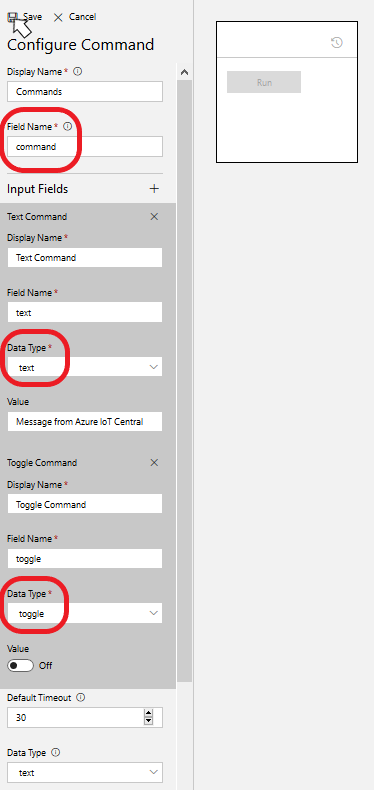 Save Cancel
Configure Command
Display Name *
Commands
Field Name *
command
Input Fields
Text Command
Display Name *
Text Command
Field Name *
text
Data Type *
text
Value
Message from Azure IoT Central
Toggle Command
Display Name *
Toggle Command
Field Name *
toggle
Data Type *
toggle
Value
Off
Default Timeout
30
Data Type
text
Run